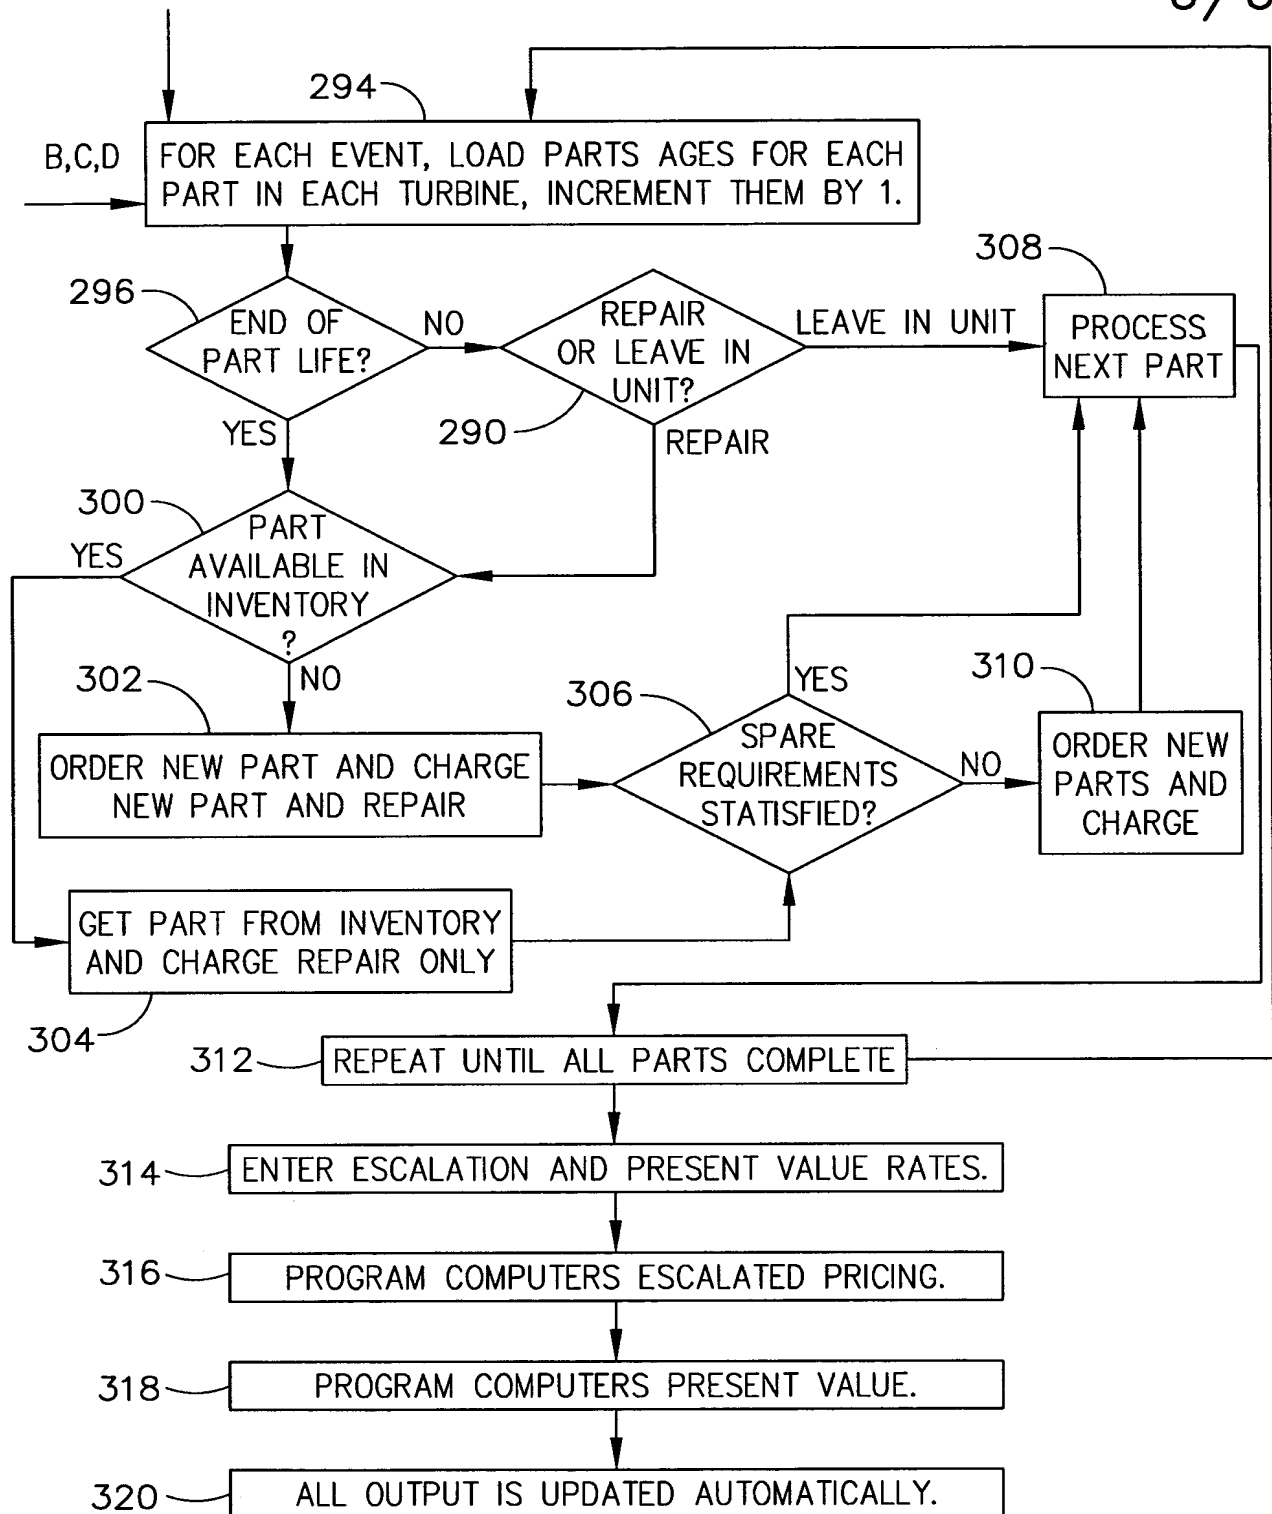 294
B,C,D
FOR EACH EVENT, LOAD PARTS AGES FOR EACH
PART IN EACH TURBINE, INCREMENT THEM BY 1.
308
296
END OF
PART LIFE?
NO
REPAIR
OR LEAVE IN
UNIT?
LEAVE IN UNIT
PROCESS
NEXT PART
290
YES
REPAIR
300
YES
PART
AVAILABLE IN
INVENTORY
?
302
NO
306
YES
310
ORDER NEW PART AND CHARGE
NEW PART AND REPAIR
SPARE
REQUIREMENTS
STATISFIED?
NO
ORDER NEW
PARTS AND
CHARGE
GET PART FROM INVENTORY
AND CHARGE REPAIR ONLY
304
312
REPEAT UNTIL ALL PARTS COMPLETE
314
ENTER ESCALATION AND PRESENT VALUE RATES.
316
PROGRAM COMPUTERS ESCALATED PRICING.
318
PROGRAM COMPUTERS PRESENT VALUE.
320
ALL OUTPUT IS UPDATED AUTOMATICALLY.